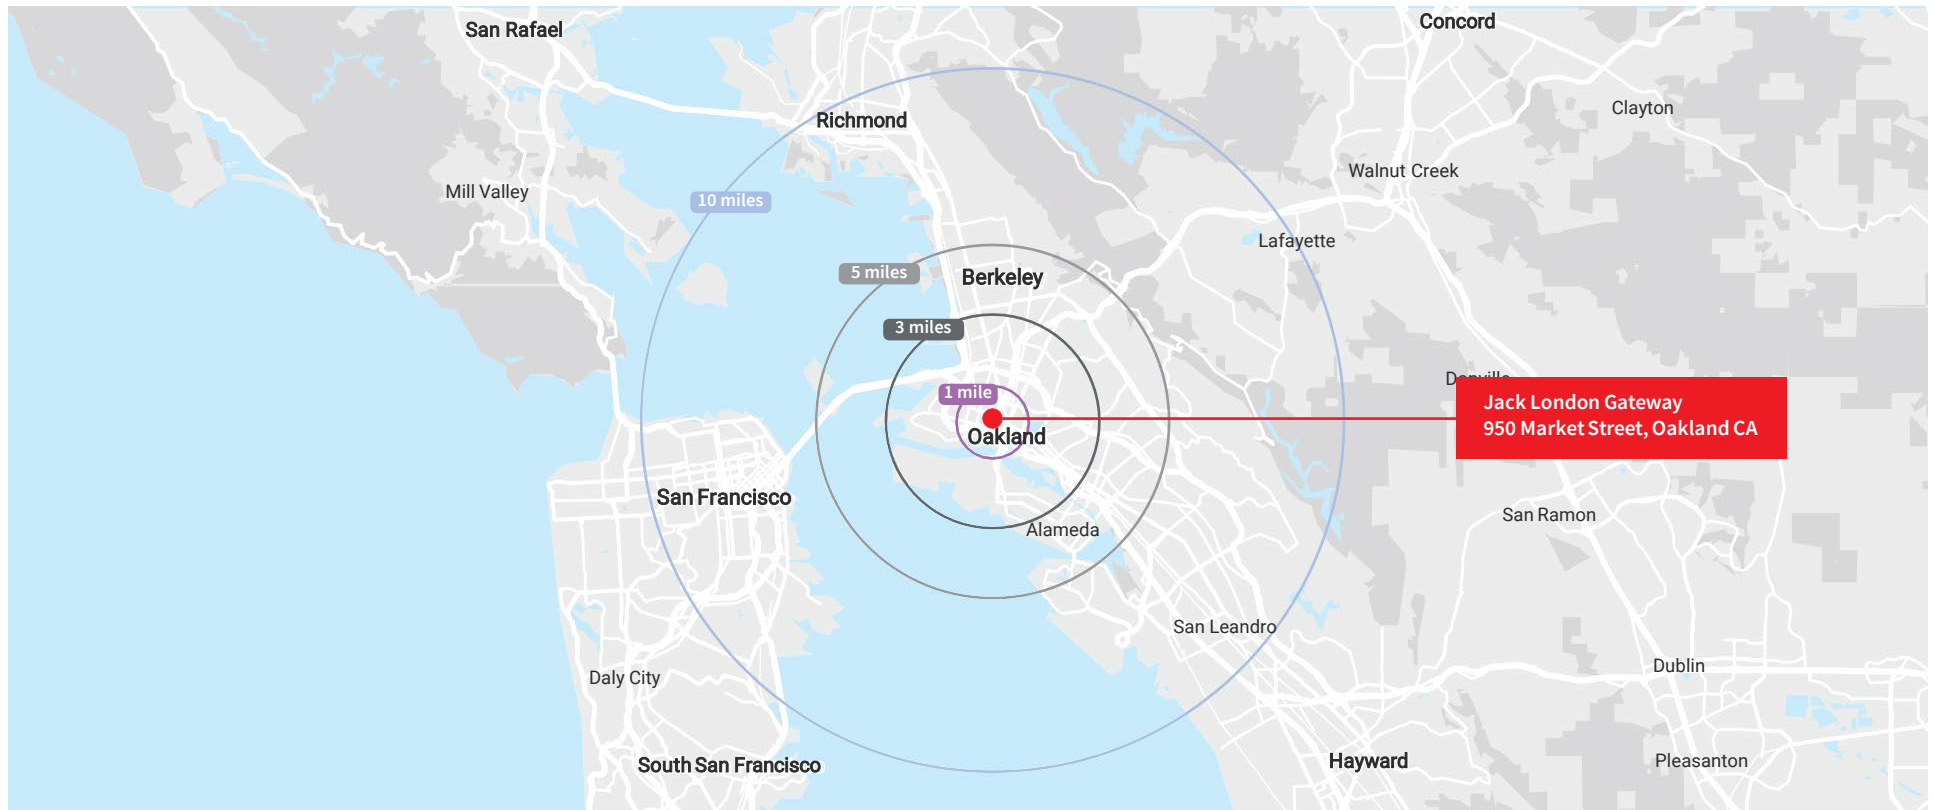 San Rafael
Concord
Clayton
Richmond
Walnut Creek
Mill Valley
10 miles
Lafayette
5 miles
Berkeley
3 miles
Danville
1 mile
Jack London Gateway
950 Market Street, Oakland CA
Oakland
San Francisco
San Ramon
Alameda
San Leandro
Dublin
Daly City
Pleasanton
Hayward
South San Francisco